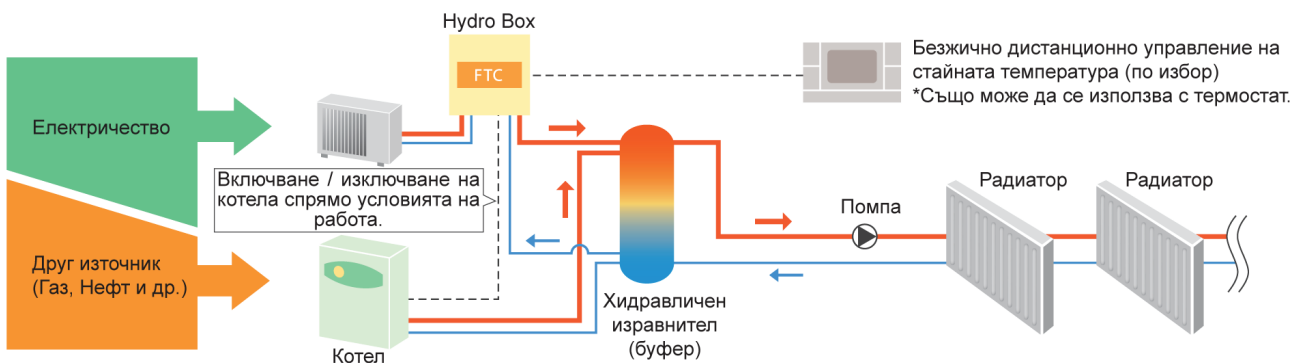 Hydro Box
FTC
Безжично дистанционно управление на
стайната температура (по избор)
*Също може да се използва с термостат.
Електричество
Включване / изключване на
котела спрямо условията на
работа.
Друг източник
(Газ, Нефт и др.)
Котел
Хидравличен
изравнител
(буфер)
Помпа
Радиатор
Радиатор